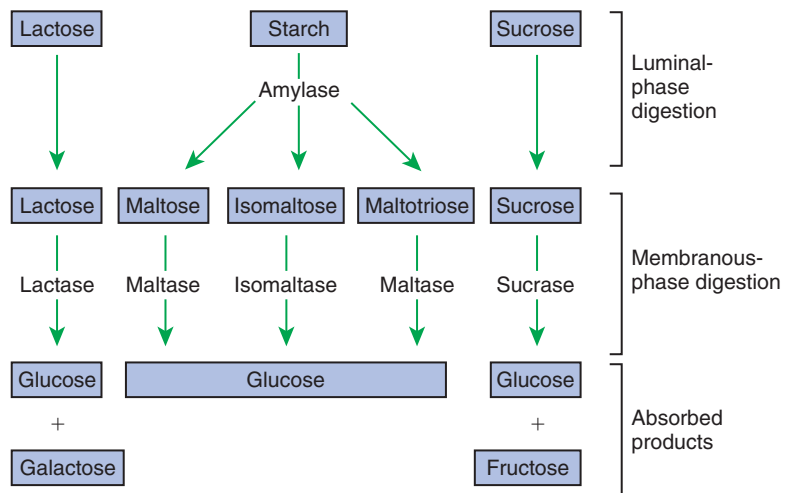 Lactose
Starch
Sucrose
Amylase
Luminal-
phase
digestion
Lactose
Maltose
Isomaltose
Maltotriose
Sucrose
Lactase
Maltase
Isomaltase
Maltase
Sucrase
Membranous-
phase digestion
Glucose
Glucose
Glucose
+
+
Galactose
Fructose
Absorbed
products